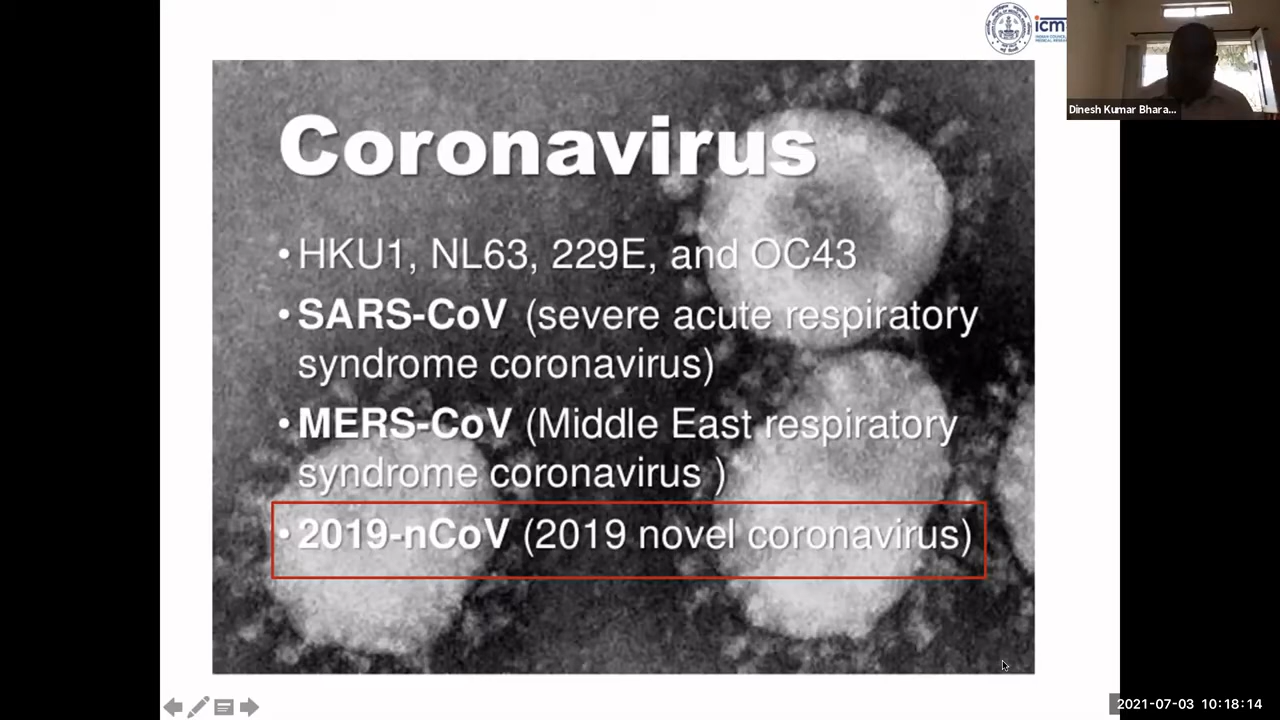 icm
Dinesh Kumar Bhara...
Coronavirus
• HKU1, NL63, 229E, and OC43
• SARS-CoV (severe acute respiratory
syndrome coronavirus)
• MERS-CoV (Middle East respiratory
syndrome coronavirus )
• 2019-nCoV (2019 novel coronavirus)
2021-07-03 10:18:14